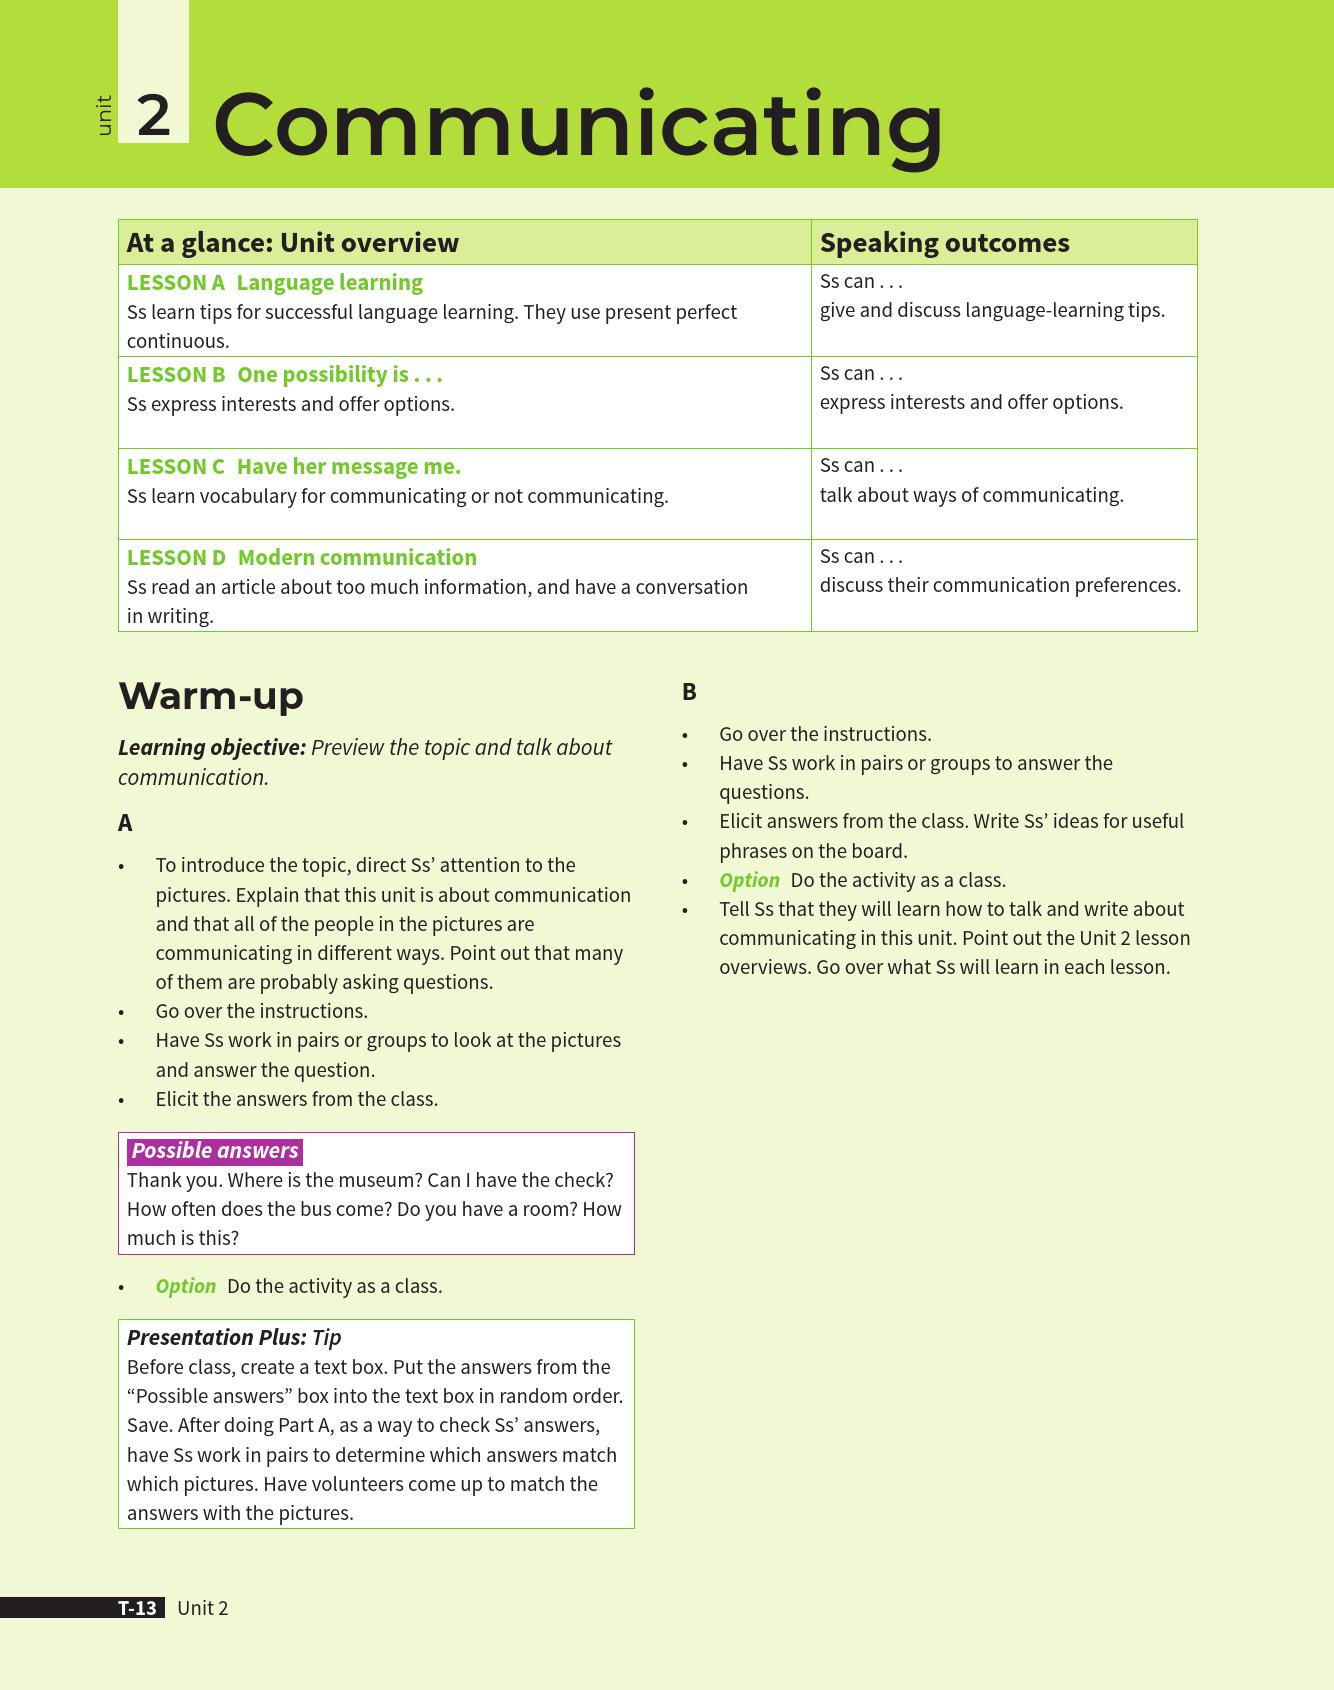 unit
2 Communicating
At a glance: Unit overview
Speaking outcomes
LESSON A Language learning
Ss learn tips for successful language learning. They use present perfect
continuous.
Ss can . . .
give and discuss language-learning tips.
LESSON B One possibility is . . .
Ss express interests and offer options.
Ss can . . .
express interests and offer options.
LESSON C Have her message me.
Ss learn vocabulary for communicating or not communicating.
Ss can . . .
talk about ways of communicating.
LESSON D Modern communication
Ss read an article about too much information, and have a conversation
in writing.
Ss can . . .
discuss their communication preferences.
Warm-up
Learning objective: Preview the topic and talk about
communication.
A
• To introduce the topic, direct Ss’ attention to the
pictures. Explain that this unit is about communication
and that all of the people in the pictures are
communicating in different ways. Point out that many
of them are probably asking questions.
• Go over the instructions.
• Have Ss work in pairs or groups to look at the pictures
and answer the question.
• Elicit the answers from the class.
Possible answers
Thank you. Where is the museum? Can I have the check?
How often does the bus come? Do you have a room? How
much is this?
• Option Do the activity as a class.
Presentation Plus: Tip
Before class, create a text box. Put the answers from the
“Possible answers” box into the text box in random order.
Save. After doing Part A, as a way to check Ss’ answers,
have Ss work in pairs to determine which answers match
which pictures. Have volunteers come up to match the
answers with the pictures.
B
• Go over the instructions.
• Have Ss work in pairs or groups to answer the
questions.
• Elicit answers from the class. Write Ss’ ideas for useful
phrases on the board.
• Option Do the activity as a class.
• Tell Ss that they will learn how to talk and write about
communicating in this unit. Point out the Unit 2 lesson
overviews. Go over what Ss will learn in each lesson.
T-13 Unit 2